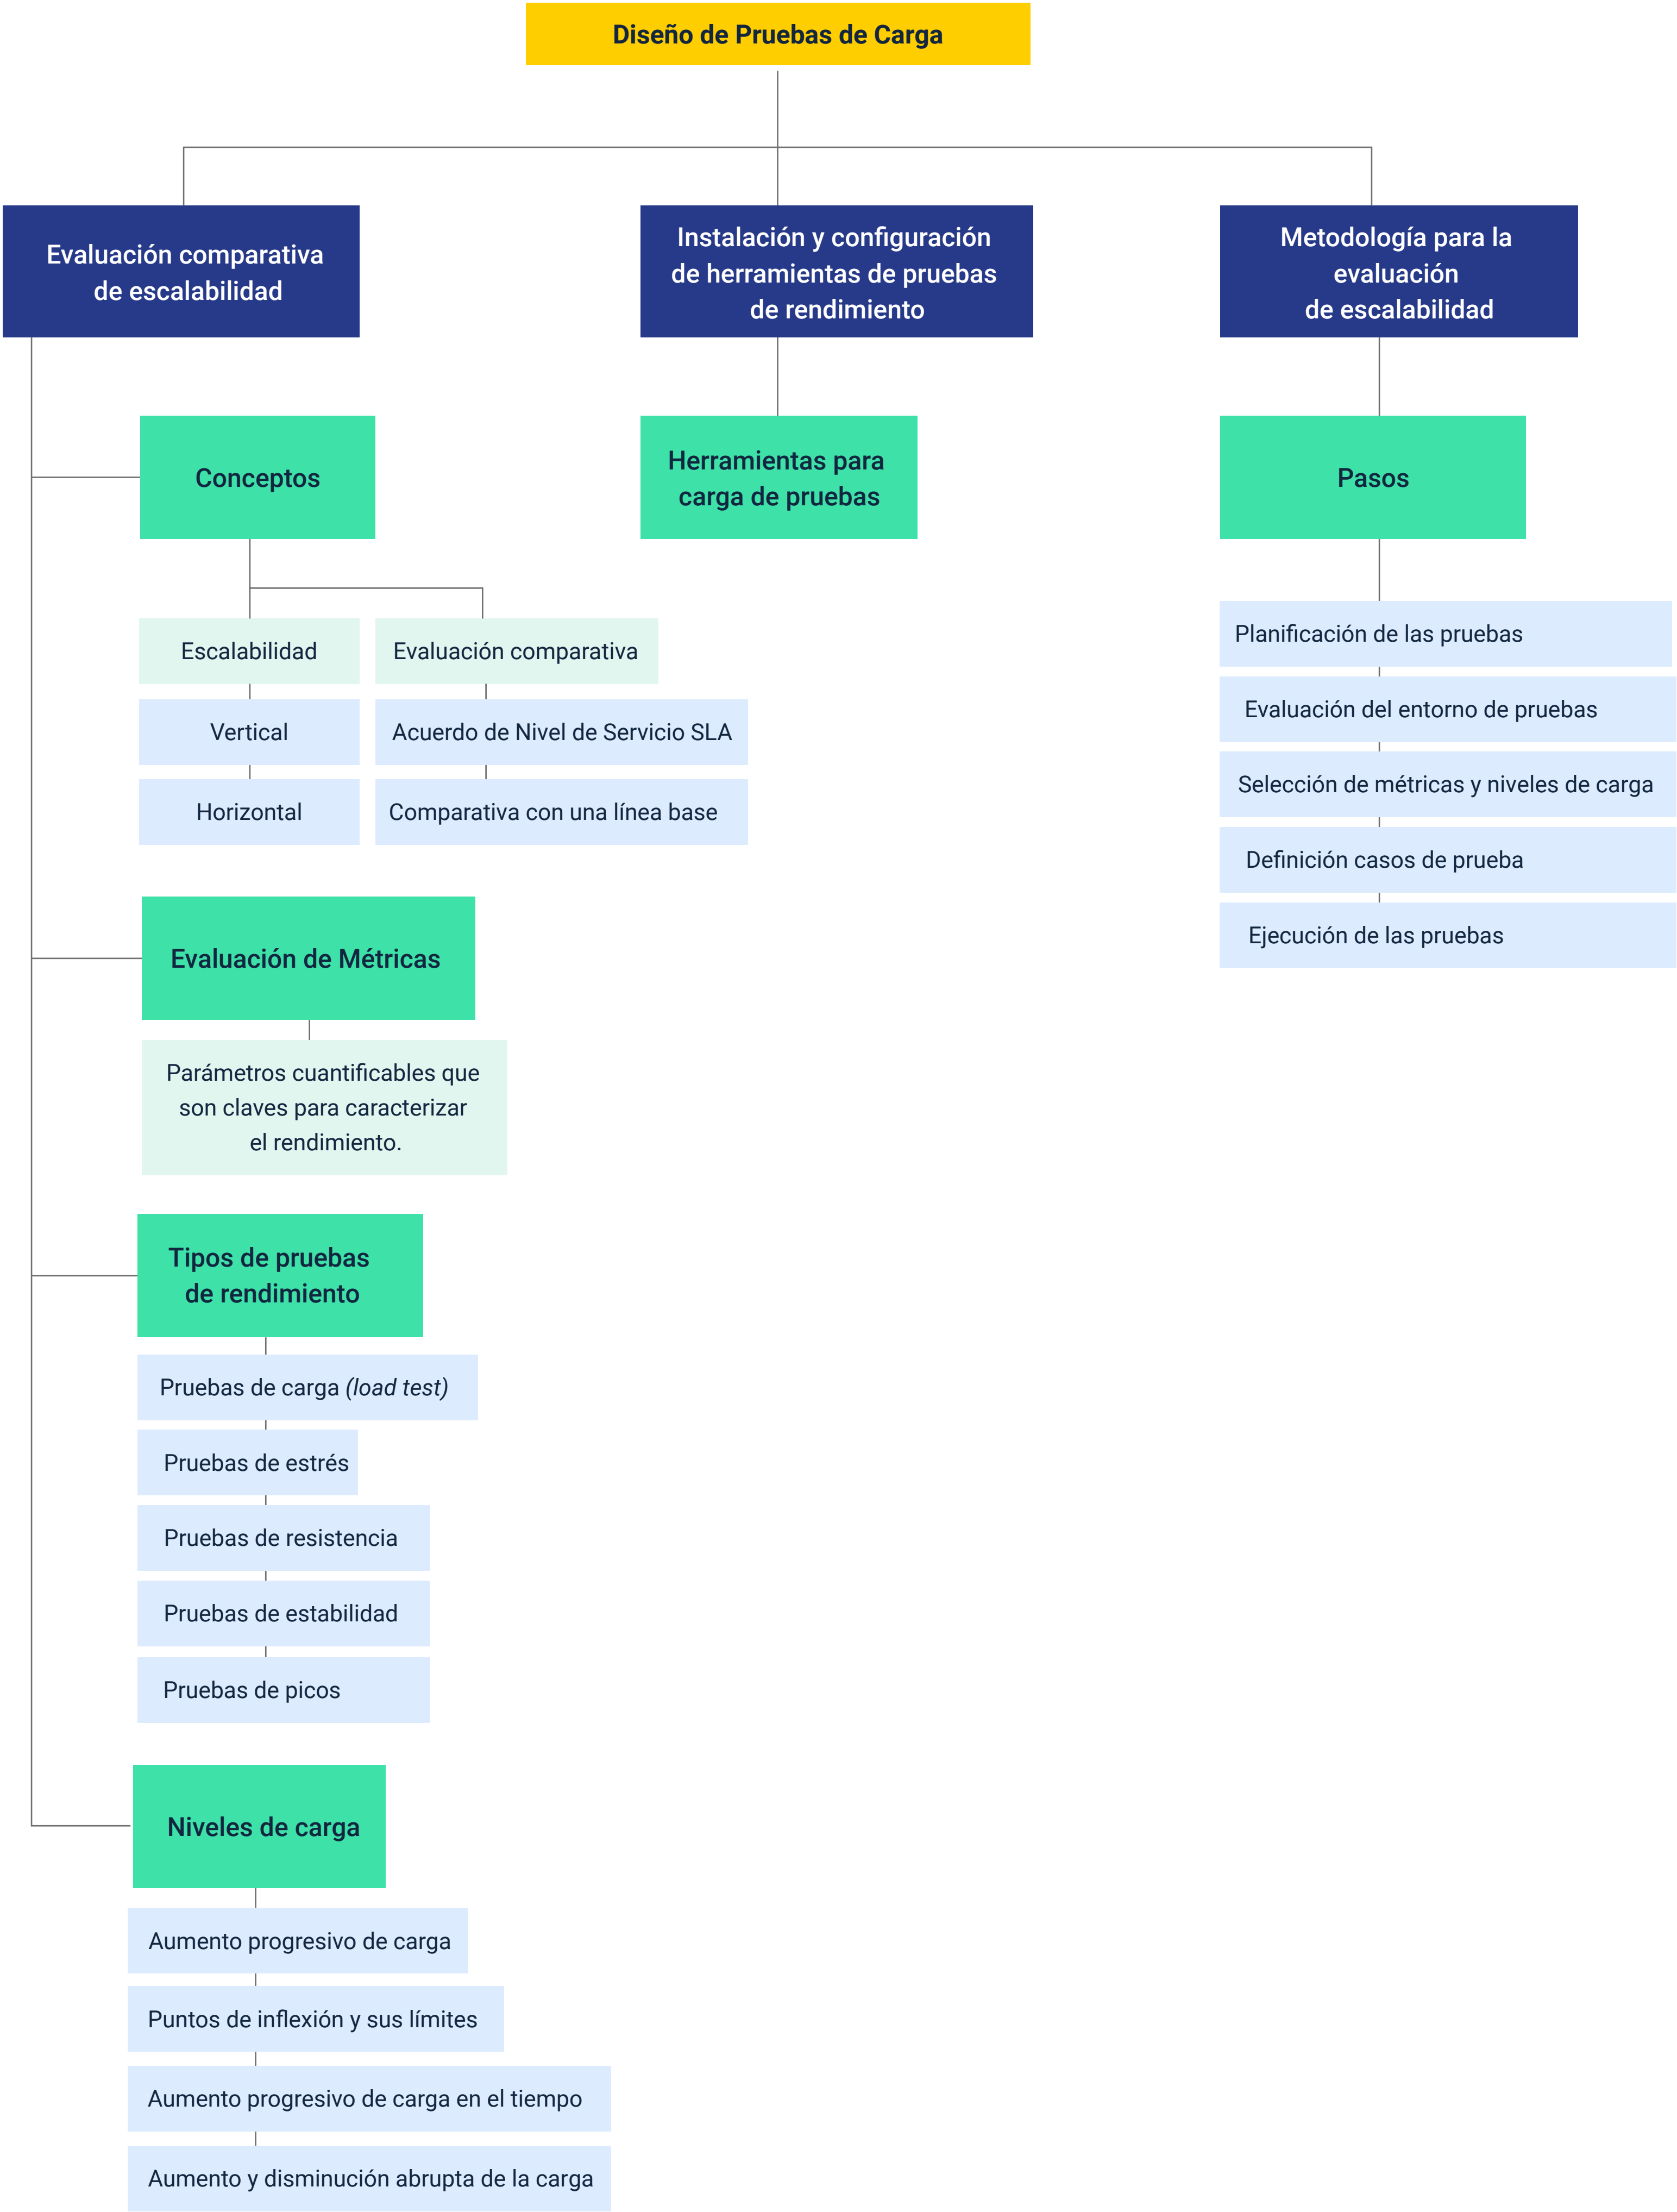 Diseño de Pruebas de Carga
Evaluación comparativa
de escalabilidad
Instalación y configuración
de herramientas de pruebas
de rendimiento
Metodología para la
evaluación
de escalabilidad
Conceptos
Herramientas para
carga de pruebas
Pasos
Escalabilidad
Evaluación comparativa
Vertical
Acuerdo de Nivel de Servicio SLA
Horizontal
Comparativa con una línea base
Planificación de las pruebas
Evaluación del entorno de pruebas
Selección de métricas y niveles de carga
Definición casos de prueba
Ejecución de las pruebas
Evaluación de Métricas
Parámetros cuantificables que
son claves para caracterizar
el rendimiento.
Tipos de pruebas
de rendimiento
Pruebas de carga (load test)
Pruebas de estrés
Pruebas de resistencia
Pruebas de estabilidad
Pruebas de picos
Niveles de carga
Aumento progresivo de carga
Puntos de inflexión y sus límites
Aumento progresivo de carga en el tiempo
Aumento y disminución abrupta de la carga